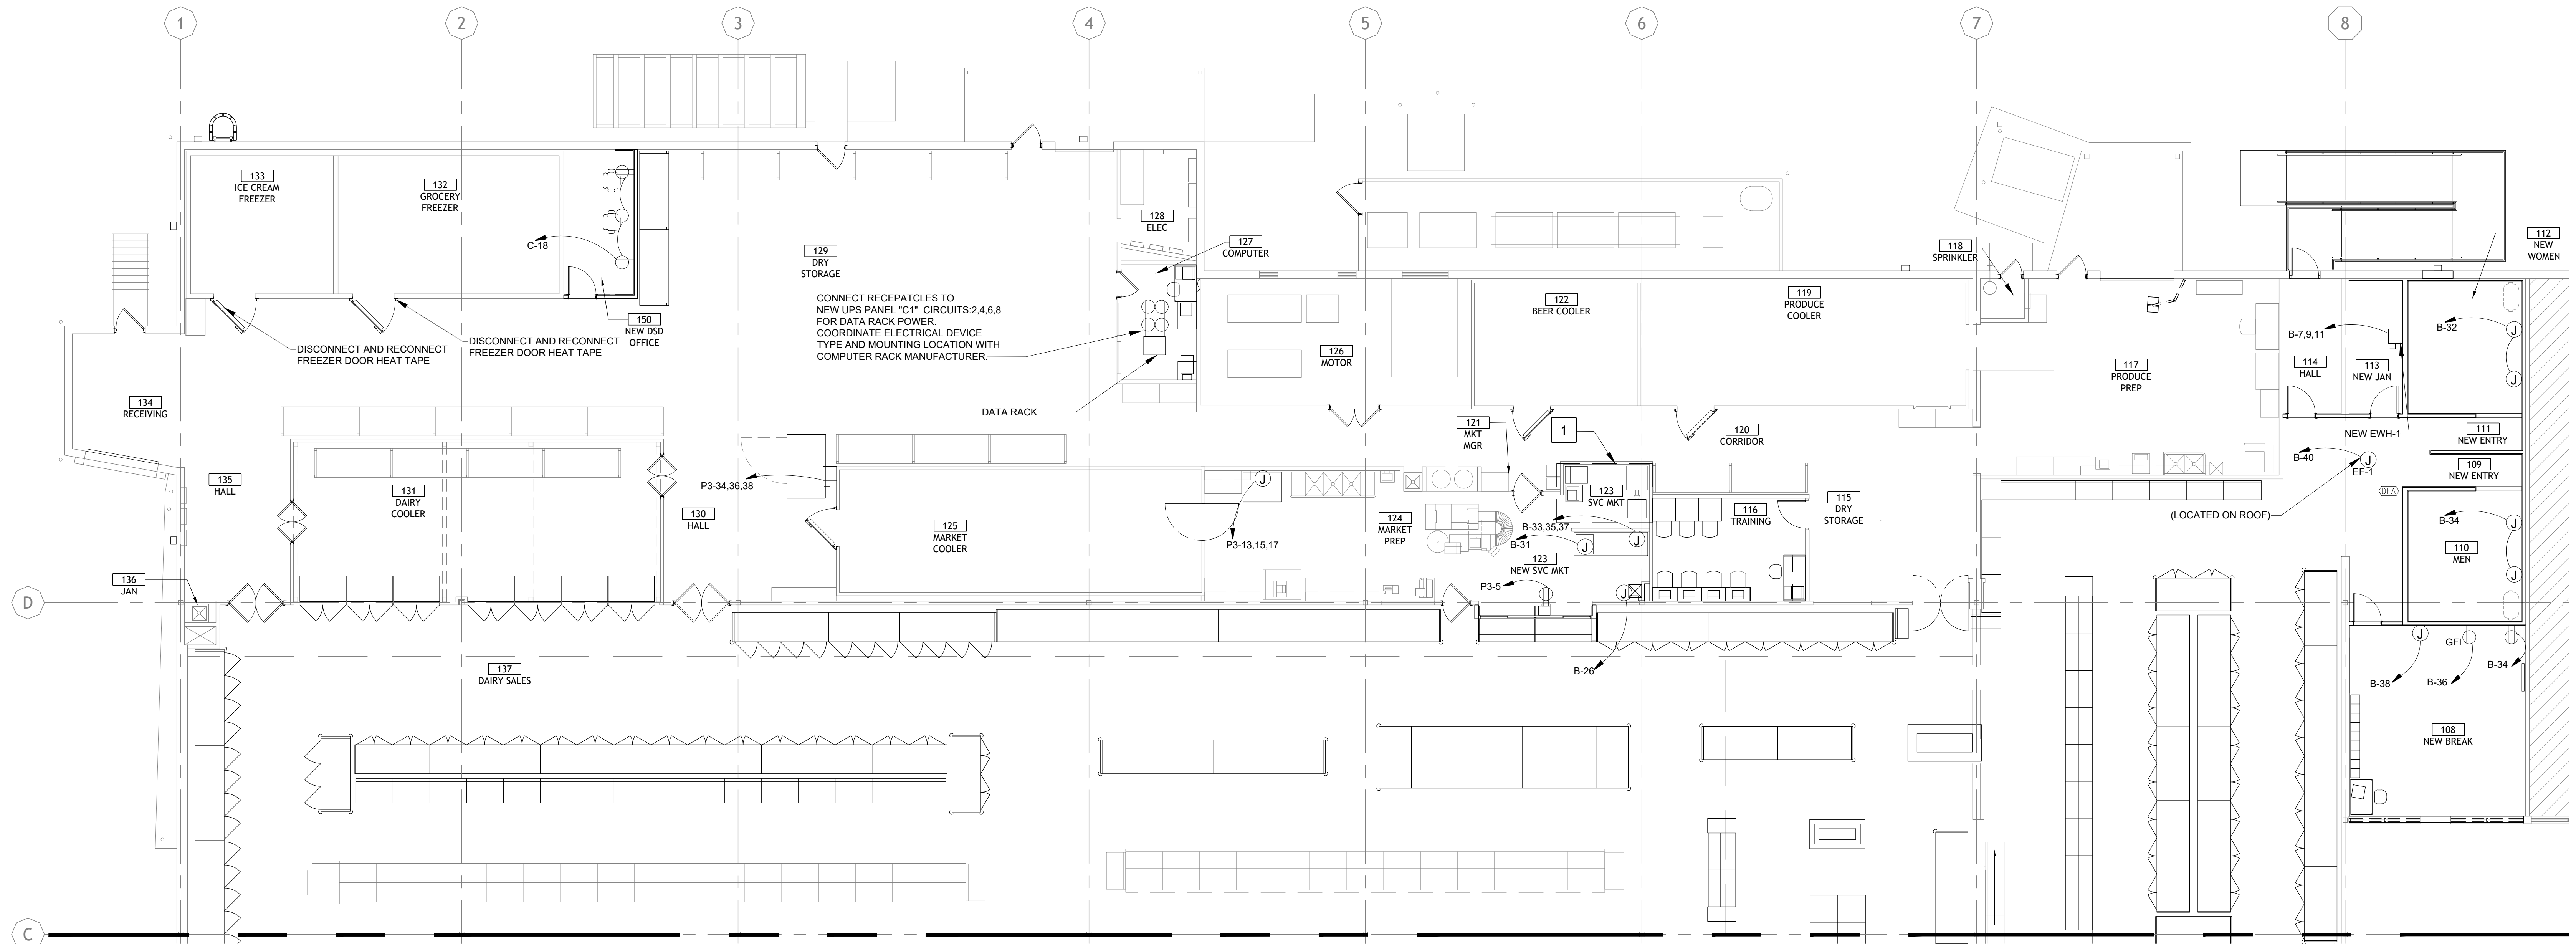 1
2
3
4
5
6
7
8
133
ICE CREAM
FREEZER
132
GROCERY
FREEZER
C-18
150
NEW DSD
OFFICE
DISCONNECT AND RECONNECT
FREEZER DOOR HEAT TAPE
DISCONNECT AND RECONNECT
FREEZER DOOR HEAT TAPE
129
DRY
STORAGE
CONNECT RECEPATCLES TO
NEW UPS PANEL "C1" CIRCUITS:2,4,6,8
FOR DATA RACK POWER.
COORDINATE ELECTRICAL DEVICE
TYPE AND MOUNTING LOCATION WITH
COMPUTER RACK MANUFACTURER.
DATA RACK
128
ELEC
127
COMPUTER
126
MOTOR
122
BEER COOLER
119
PRODUCE
COOLER
118
SPRINKLER
117
PRODUCE
PREP
112
NEW
WOMEN
B-32
J
J
B-7,9,11
114
HALL
113
NEW JAN
NEW EWH-1
111
NEW ENTRY
109
NEW ENTRY
B-40
J
EF-1
DFA
(LOCATED ON ROOF)
B-34
J
J
110
MEN
134
RECEIVING
135
HALL
131
DAIRY
COOLER
130
HALL
P3-34,36,38
125
MARKET
COOLER
J
P3-13,15,17
124
MARKET
PREP
121
MKT
MGR
1
123
SVC MKT
120
CORRIDOR
B-33,35,37
B-31
J
J
123
NEW SVC MKT
P3-5
J
B-26
116
TRAINING
115
DRY
STORAGE
136
JAN
D
137
DAIRY SALES
J
GFI
B-34
B-38
B-36
108
NEW BREAK
C